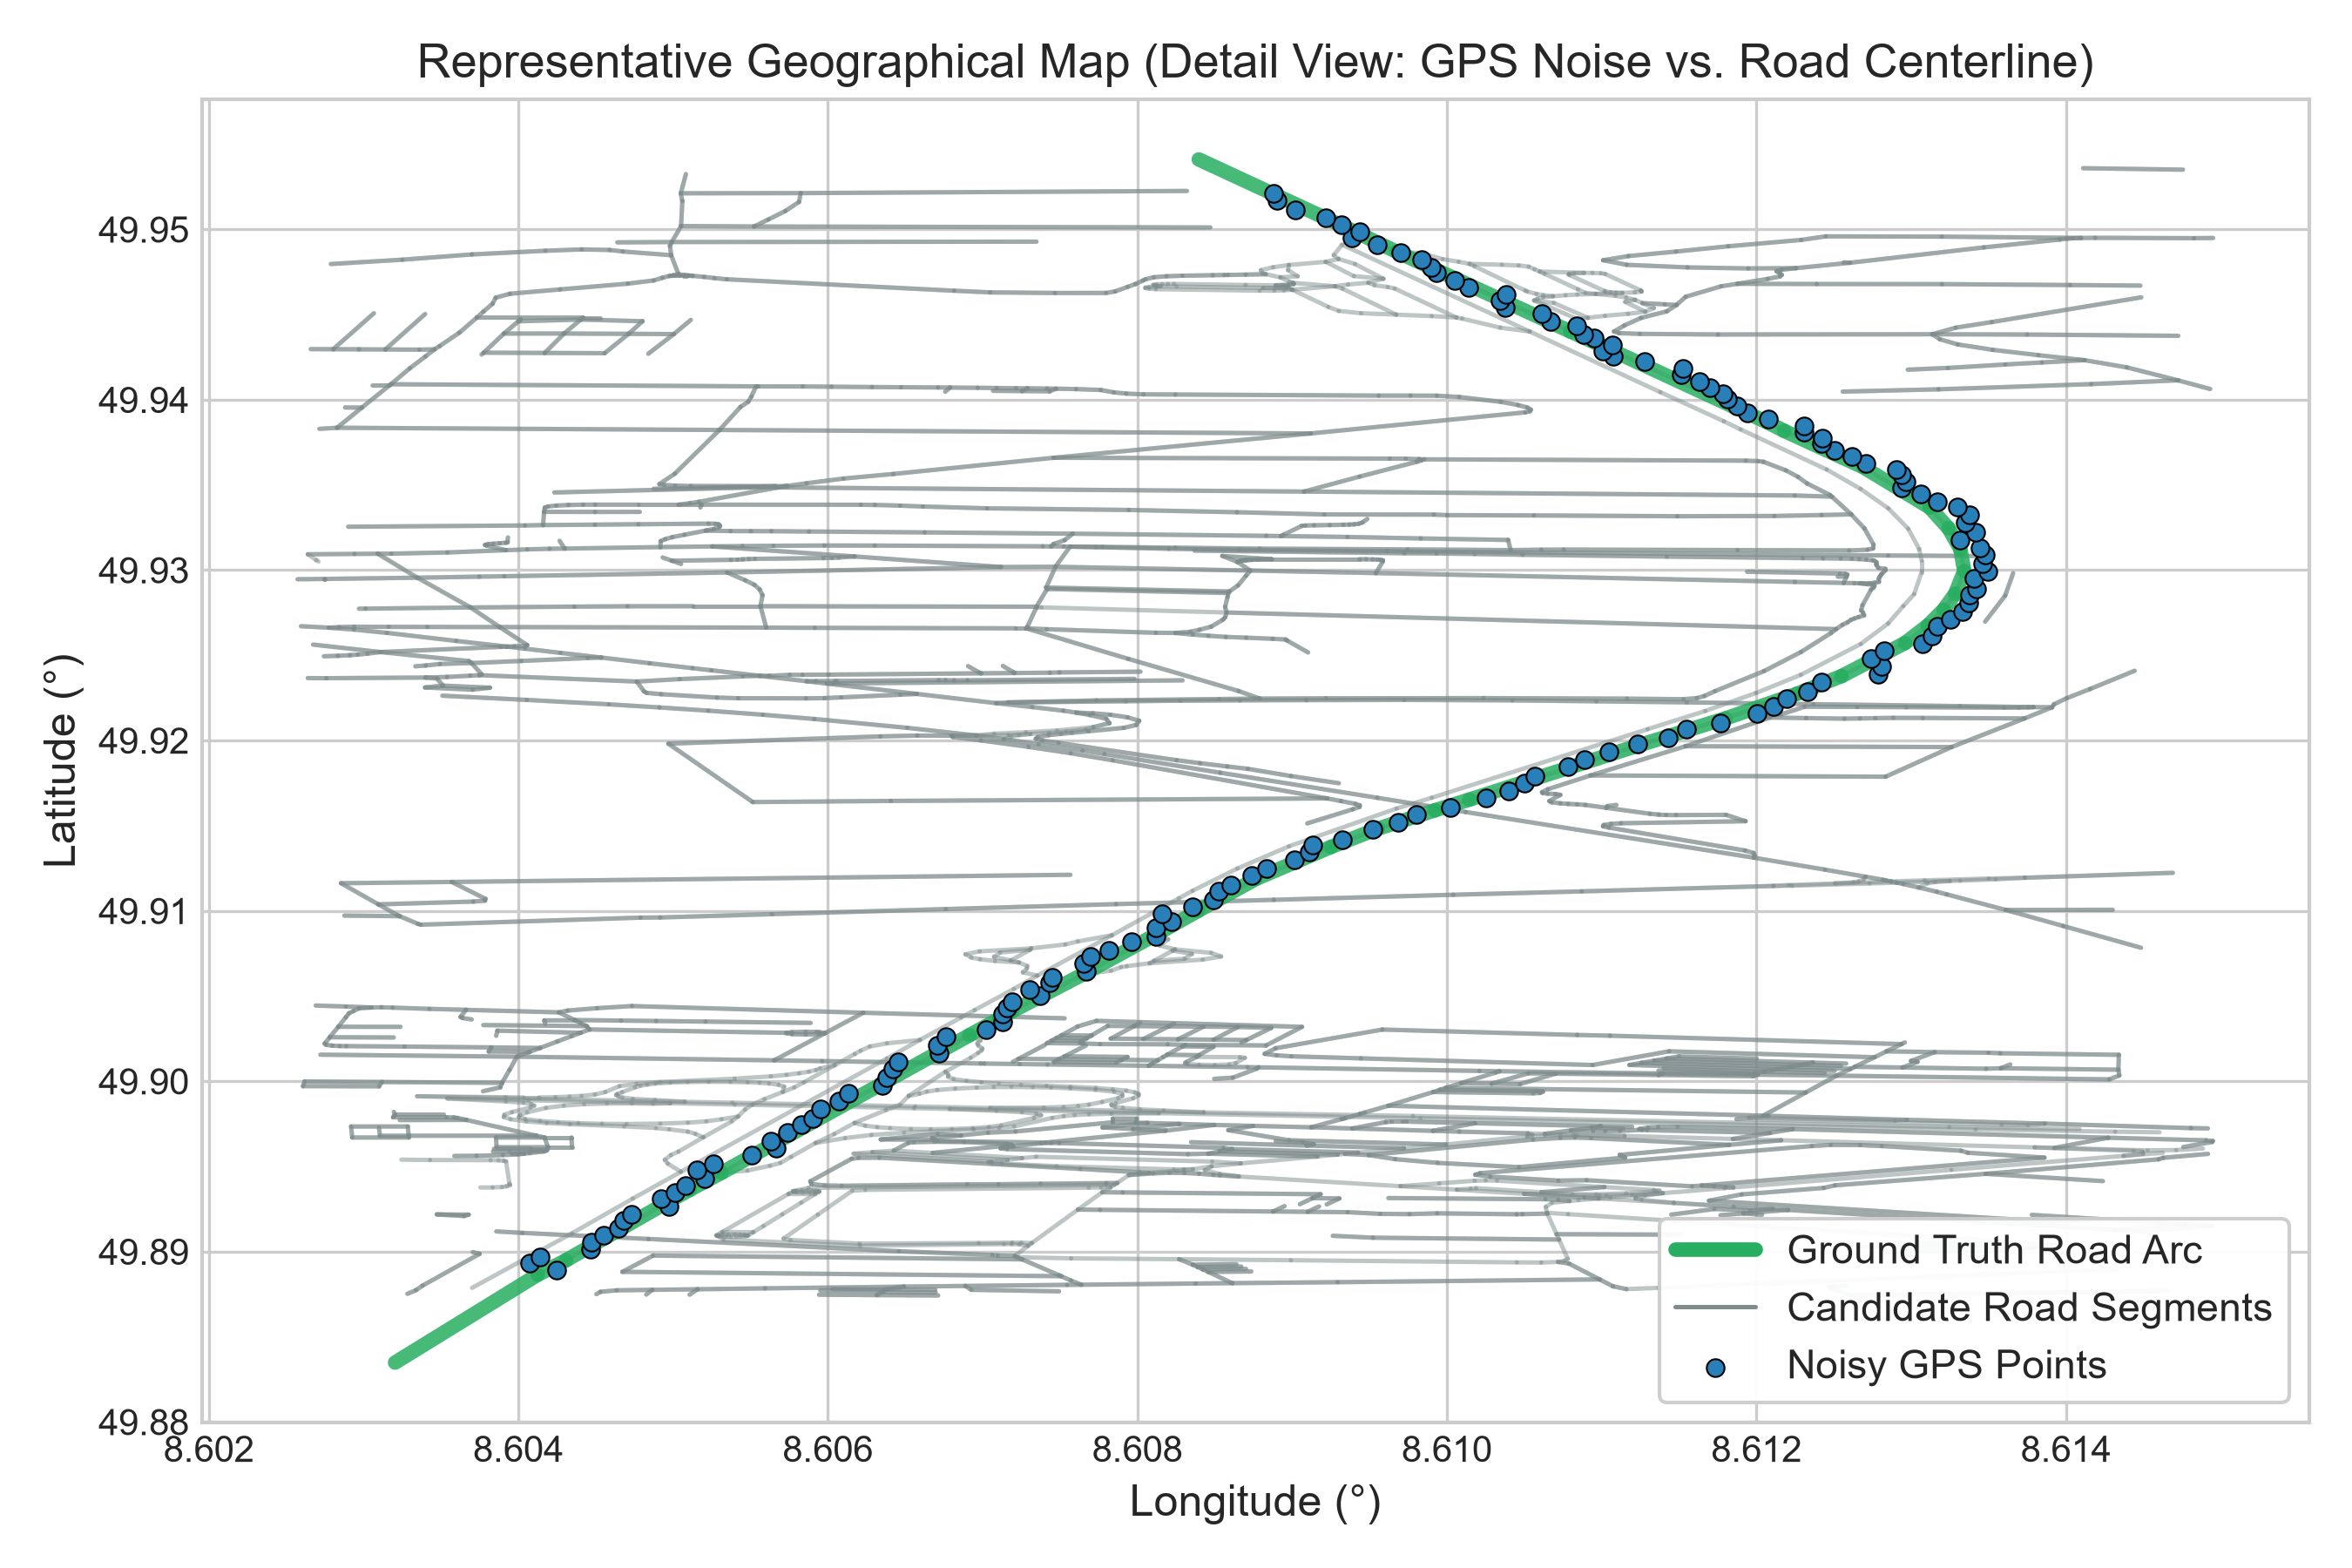 Representative Geographical Map (Detail View: GPS Noise vs. Road Centerline)
Latitude (°)
49.95
49.94
49.93
49.92
49.91
49.90
49.89
49.88
8.602
8.604
8.606
8.608
8.610
8.612
8.614
Longitude (°)
Ground Truth Road Arc
Candidate Road Segments
Noisy GPS Points